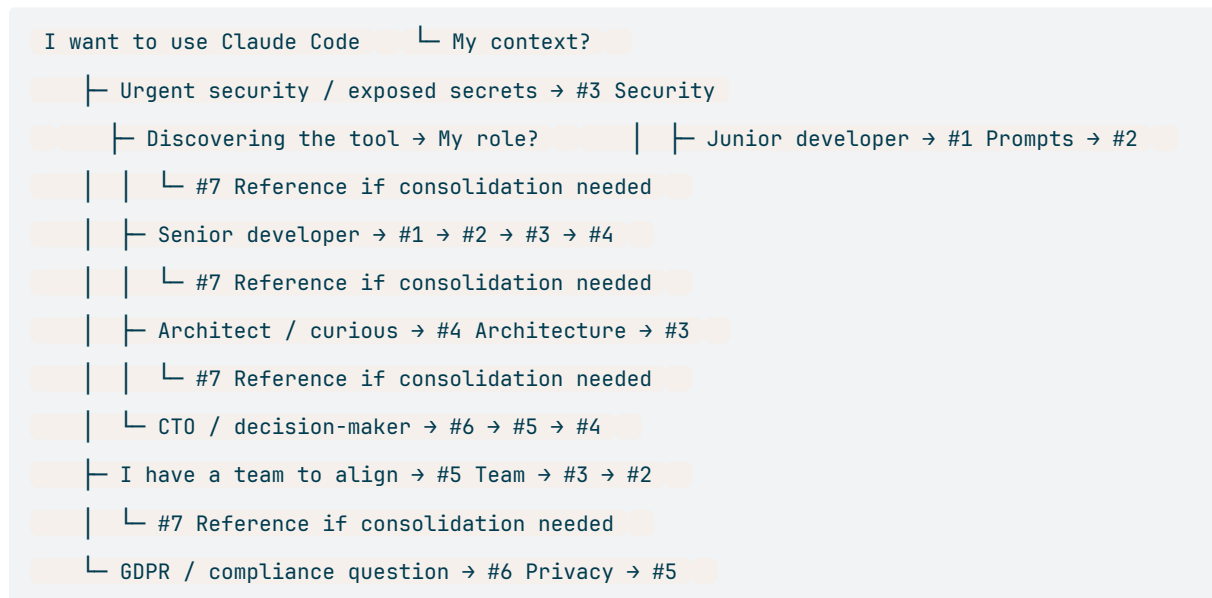 I want to use Claude Code    └─ My context?
    ├─ Urgent security / exposed secrets → #3 Security
    ├─ Discovering the tool → My role?    │  ├─ Junior developer → #1 Prompts → #2
    │  │  └─ #7 Reference if consolidation needed
    │  ├─ Senior developer → #1 → #2 → #3 → #4
    │  │  └─ #7 Reference if consolidation needed
    │  ├─ Architect / curious → #4 Architecture → #3
    │  │  └─ #7 Reference if consolidation needed
    │  └─ CTO / decision-maker → #6 → #5 → #4
    ├─ I have a team to align → #5 Team → #3 → #2
    │  └─ #7 Reference if consolidation needed
    └─ GDPR / compliance question → #6 Privacy → #5